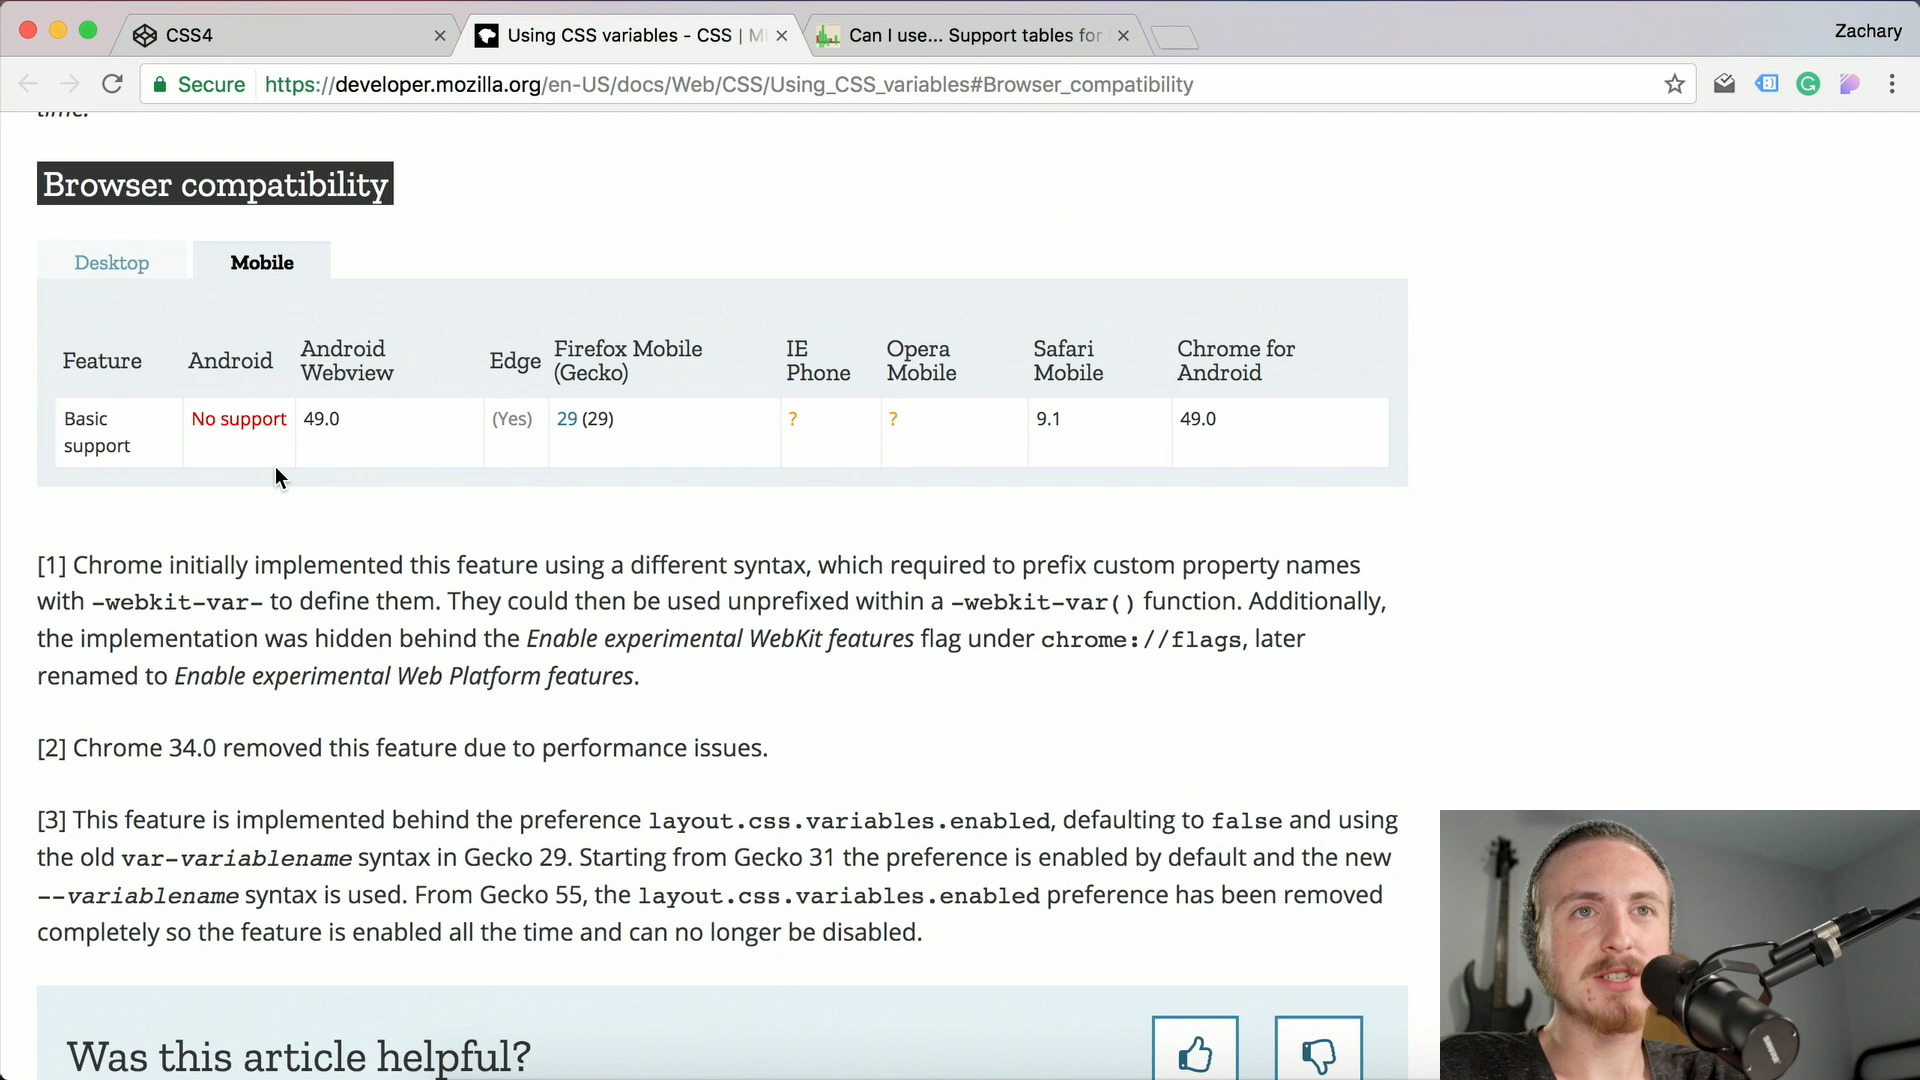 CSS4
Using CSS variables - CSS | M
Can I use... Support tables for
Zachary
Secure
https://developer.mozilla.org/en-US/docs/Web/CSS/Using_CSS_variables#Browser_compatibility
time.
Browser compatibility
Desktop
Mobile
Feature
Android
Android
Webview
Edge
Firefox Mobile
(Gecko)
IE
Phone
Opera
Mobile
Safari
Mobile
Chrome for
Android
Basic
support
No support
49.0
(Yes)
29 (29)
?
?
9.1
49.0
[1] Chrome initially implemented this feature using a different syntax, which required to prefix custom property names
with -webkit-var- to define them. They could then be used unprefixed within a -webkit-var() function. Additionally,
the implementation was hidden behind the Enable experimental WebKit features flag under chrome://flags, later
renamed to Enable experimental Web Platform features.
[2] Chrome 34.0 removed this feature due to performance issues.
[3] This feature is implemented behind the preference layout.css.variables.enabled, defaulting to false and using
the old var-variablename syntax in Gecko 29. Starting from Gecko 31 the preference is enabled by default and the new
--variablename syntax is used. From Gecko 55, the layout.css.variables.enabled preference has been removed
completely so the feature is enabled all the time and can no longer be disabled.
Was this article helpful?
SHURE